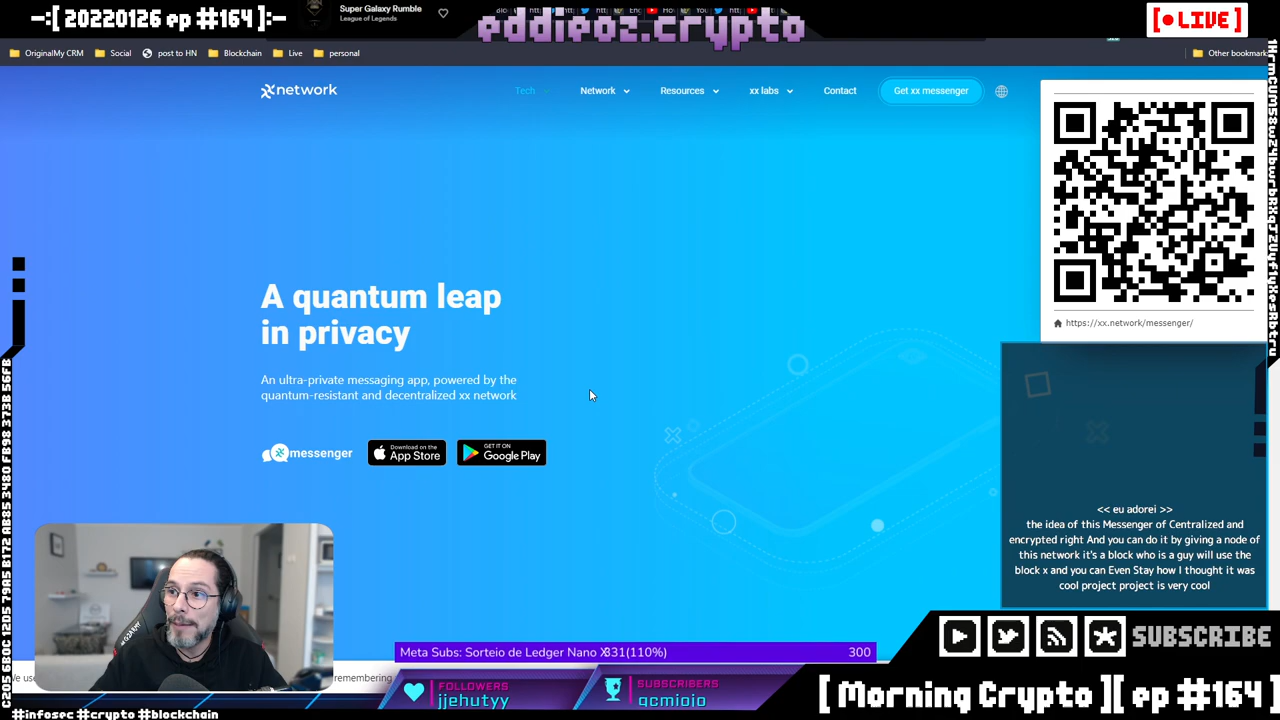 -:[ 20220126 ep #164 ]:-
Super Galaxy Rumble
League of Legends
eddieoz.crypto
[● LIVE]
OriginalMy CRM
Social
post to HN
Blockchain
Live
personal
Other bookmark
network
Tech
Network
Resources
xx labs
Contact
Get xx messenger
https://xx.network/messenger/
A quantum leap
in privacy
An ultra-private messaging app, powered by the
quantum-resistant and decentralized xx network
messenger
Download on the
App Store
GET IT ON
Google Play
<< eu adorei >>
the idea of this Messenger of Centralized and
encrypted right And you can do it by giving a node of
this network it's a block who is a guy will use the
block x and you can Even Stay how I thought it was
cool project project is very cool
SUBSCRIBE
Meta Subs: Sorteio de Ledger Nano X
331(110%)
300
remembering
FOLLOWERS
jjehutyy
SUBSCRIBERS
gcmiojo
[ Morning Crypto ][ ep #164 ]
infosec #crypto #blockchain